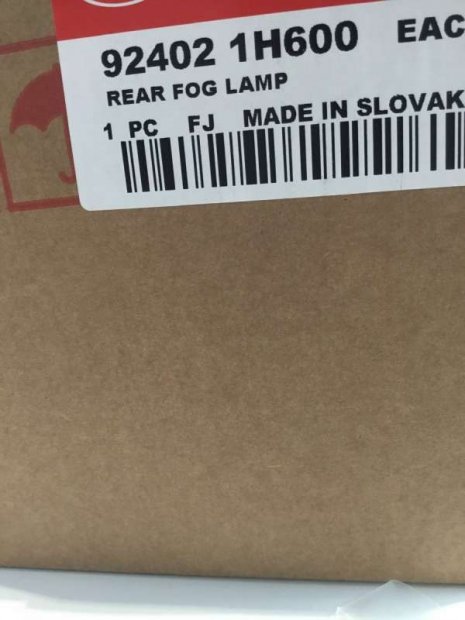 92402 1H600 EAC
REAR FOG LAMP
1 PC FJ MADE IN SLOVAK